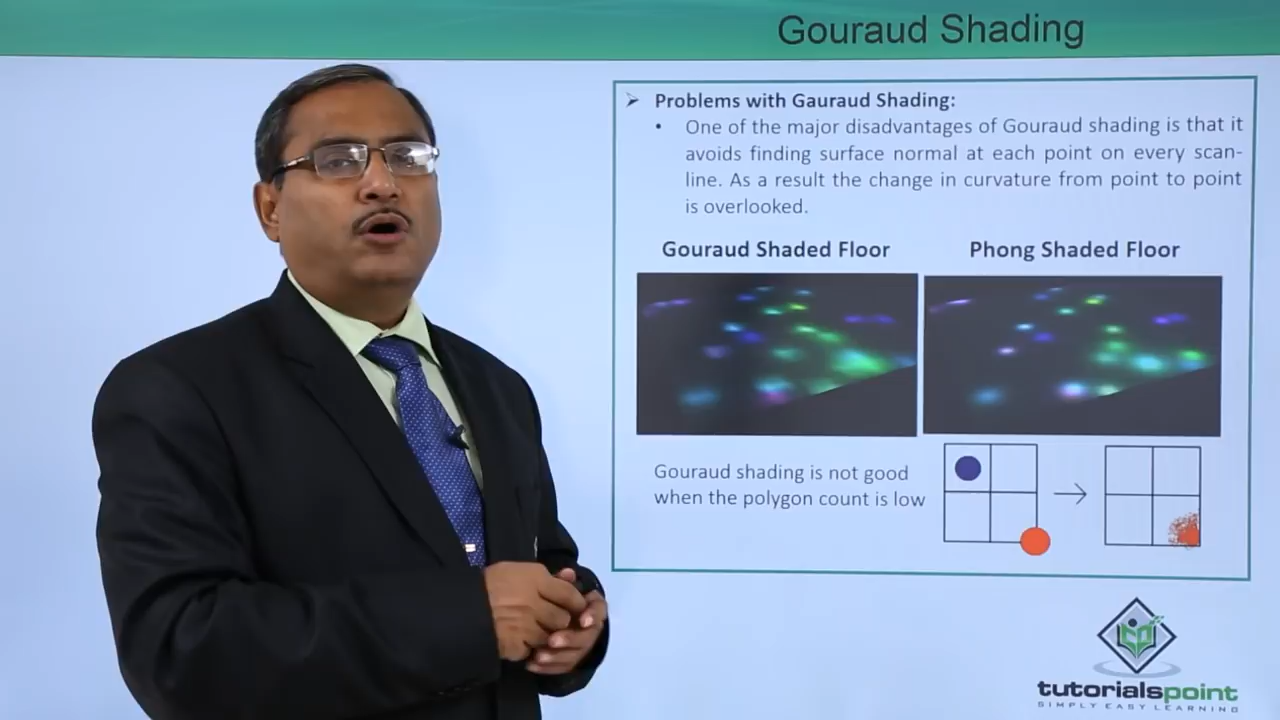 Gouraud Shading
➢ Problems with Gauraud Shading:
• One of the major disadvantages of Gouraud shading is that it
avoids finding surface normal at each point on every scan-
line. As a result the change in curvature from point to point
is overlooked.
Gouraud Shaded Floor
Phong Shaded Floor
Gouraud shading is not good
when the polygon count is low
tutorialspoint
SIMPLY EASY LEARNING